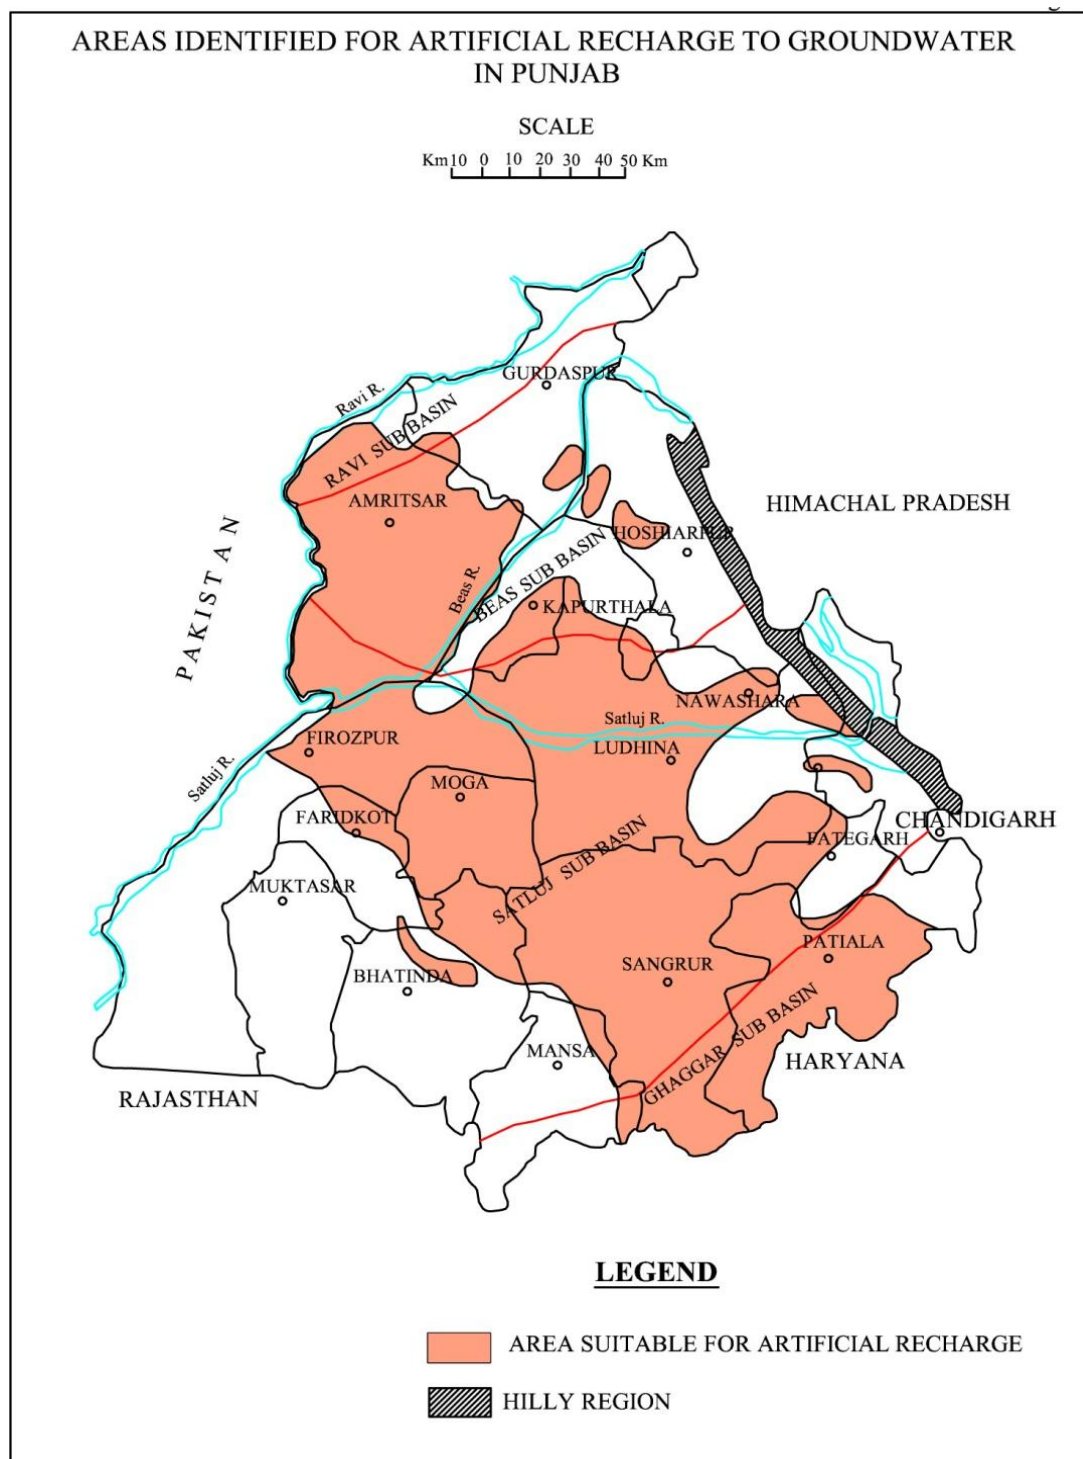 AREAS IDENTIFIED FOR ARTIFICIAL RECHARGE TO GROUNDWATER
IN PUNJAB
SCALE
Km10 0 10 20 30 40 50 Km
GURDASPUR
Ravi R.
RAVI SUB BASIN
AMRITSAR
HIMACHAL PRADESH
HOSHIARPUR
PAKISTAN
Beas R.
BEAS SUB BASIN
KAPURTHALA
NAWASHARA
Satluj R.
FIROZPUR
LUDHINA
Satluj R.
MOGA
FARIDKOT
CHANDIGARH
FATEGARH
SATLUJ SUB BASIN
MUKTASAR
PATIALA
SANGRUR
BHATINDA
MANSA
GHAGGAR SUB BASIN
HARYANA
RAJASTHAN
LEGEND
AREA SUITABLE FOR ARTIFICIAL RECHARGE
HILLY REGION